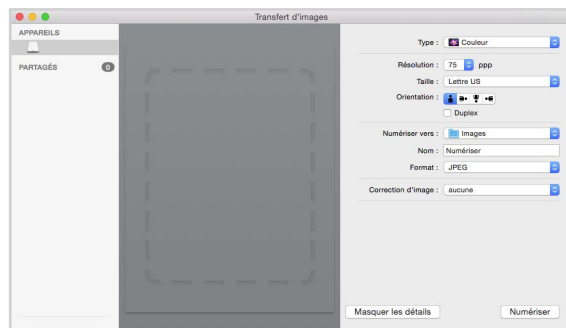 Transfert d'images
APPAREILS
PARTAGÉS 0
Type : Couleur
Résolution : 75 ppp
Taille : Lettre US
Orientation :
Duplex
Numériser vers : Images
Nom : Numériser
Format : JPEG
Correction d'image : aucune
Masquer les détails Numériser